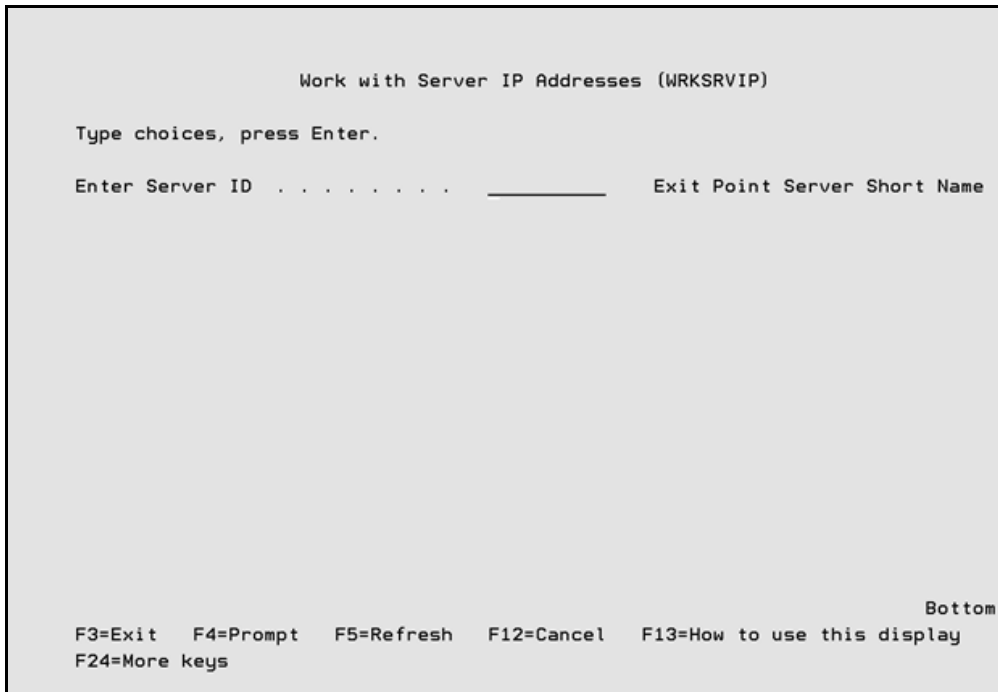 Work with Server IP Addresses (WRKSRVIP)
Type choices, press Enter.
Enter Server ID . . . . . . . . __________ Exit Point Server Short Name
Bottom
F3=Exit F4=Prompt F5=Refresh F12=Cancel F13=How to use this display
F24=More keys